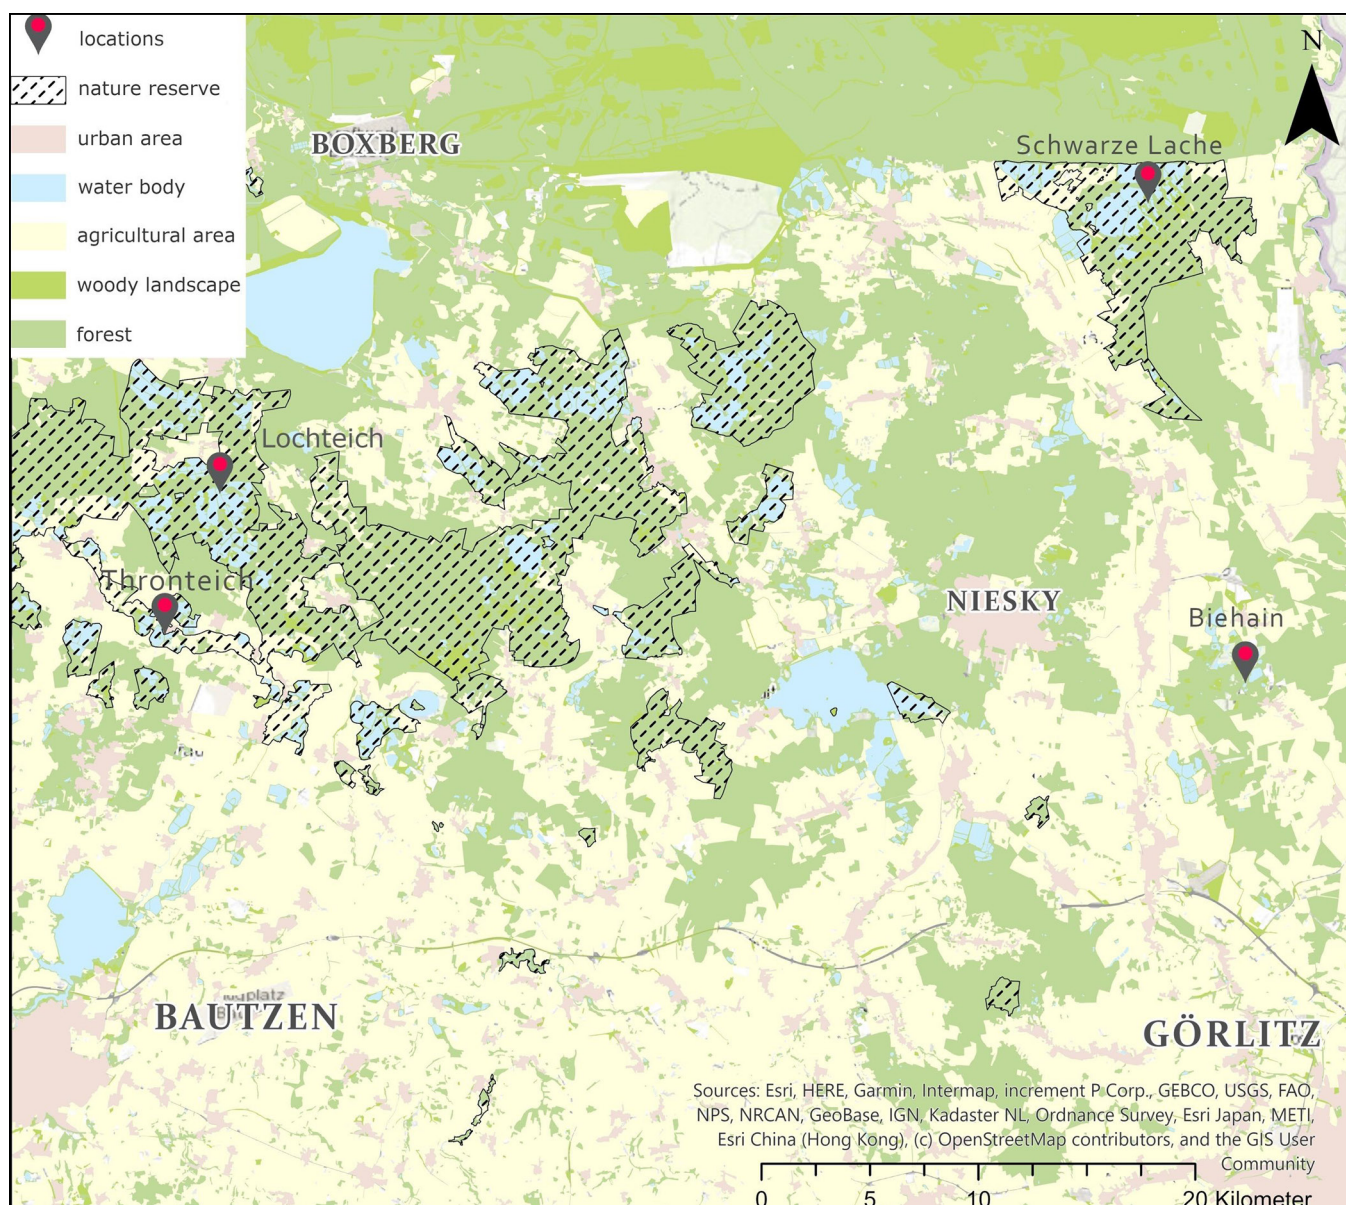 locations
nature reserve
urban area
water body
agricultural area
woody landscape
forest
N
BOXBERG
Schwarze Lache
Lochteich
Thronteich
NIESKY
Biehain
BAUTZEN
GÖRLITZ
Sources: Esri, HERE, Garmin, Intermap, increment P Corp., GEBCO, USGS, FAO,
NPS, NRCAN, GeoBase, IGN, Kadaster NL, Ordnance Survey, Esri Japan, METI,
Esri China (Hong Kong), (c) OpenStreetMap contributors, and the GIS User
Community
0 5 10 20 Kilometer